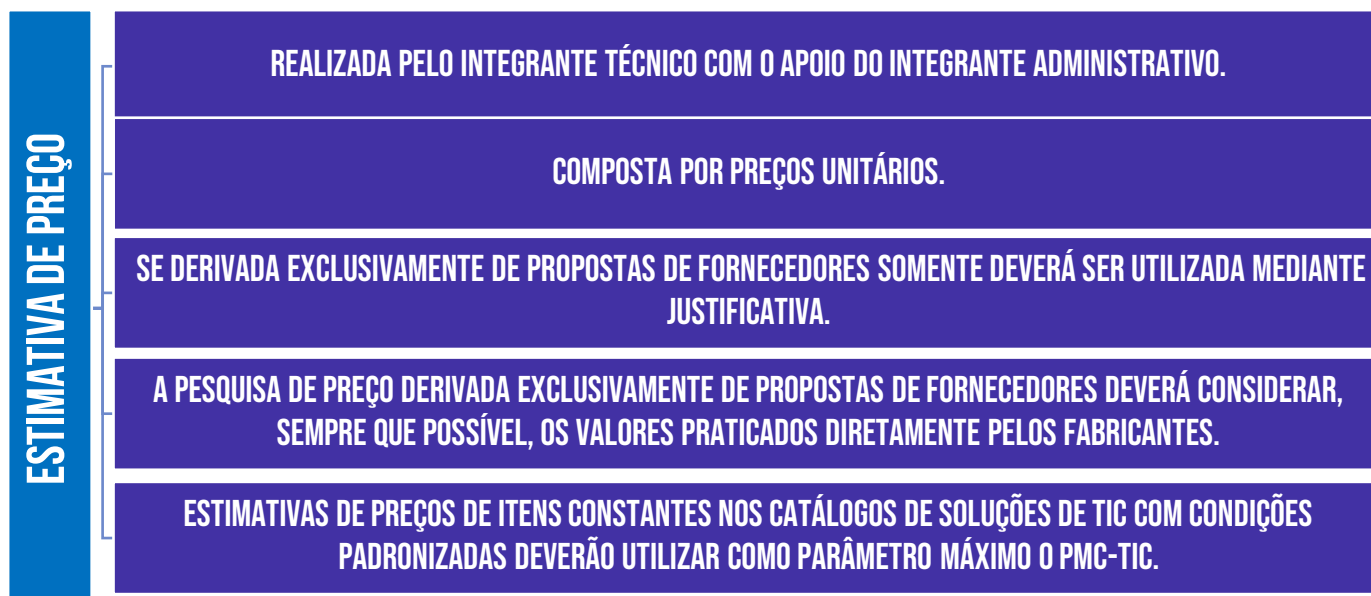 ESTIMATIVA DE PREÇO
REALIZADA PELO INTEGRANTE TÉCNICO COM O APOIO DO INTEGRANTE ADMINISTRATIVO.
COMPOSTA POR PREÇOS UNITÁRIOS.
SE DERIVADA EXCLUSIVAMENTE DE PROPOSTAS DE FORNECEDORES SOMENTE DEVERÁ SER UTILIZADA MEDIANTE
JUSTIFICATIVA.
A PESQUISA DE PREÇO DERIVADA EXCLUSIVAMENTE DE PROPOSTAS DE FORNECEDORES DEVERÁ CONSIDERAR,
SEMPRE QUE POSSÍVEL, OS VALORES PRATICADOS DIRETAMENTE PELOS FABRICANTES.
ESTIMATIVAS DE PREÇOS DE ITENS CONSTANTES NOS CATÁLOGOS DE SOLUÇÕES DE TIC COM CONDIÇÕES
PADRONIZADAS DEVERÃO UTILIZAR COMO PARÂMETRO MÁXIMO O PMC-TIC.